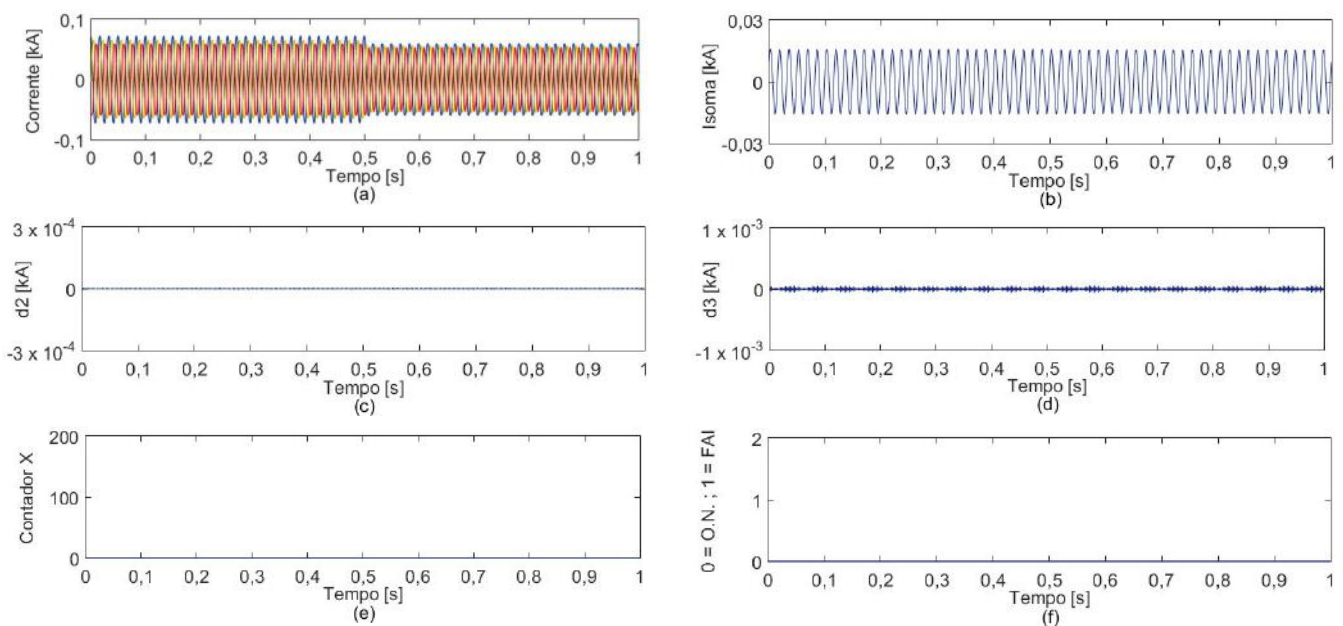 0,1
0
-0,1
Corrente [kA]
0 0,1 0,2 0,3 0,4 0,5 0,6 0,7 0,8 0,9 1
Tempo [s]
(a)
0,03
0
-0,03
Isoma [kA]
0 0,1 0,2 0,3 0,4 0,5 0,6 0,7 0,8 0,9 1
Tempo [s]
(b)
3 x 10⁻⁴
0
-3 x 10⁻⁴
d2 [kA]
0 0,1 0,2 0,3 0,4 0,5 0,6 0,7 0,8 0,9 1
Tempo [s]
(c)
1 x 10⁻³
0
-1 x 10⁻³
d3 [kA]
0 0,1 0,2 0,3 0,4 0,5 0,6 0,7 0,8 0,9 1
Tempo [s]
(d)
200
100
0
Contador X
0 0,1 0,2 0,3 0,4 0,5 0,6 0,7 0,8 0,9 1
Tempo [s]
(e)
2
1
0
0 = O.N. ; 1 = FAI
0 0,1 0,2 0,3 0,4 0,5 0,6 0,7 0,8 0,9 1
Tempo [s]
(f)